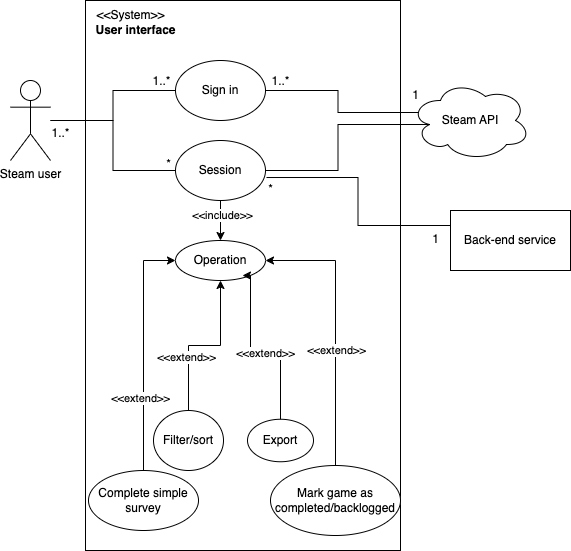 <<System>>
User interface
1..*
Sign in
1..*
1
Steam API
1..*
Steam user
*
Session
*
<<include>>
1
Back-end service
Operation
<<extend>>
<<extend>>
<<extend>>
<<extend>>
Filter/sort
Export
Complete simple
survey
Mark game as
completed/backlogged